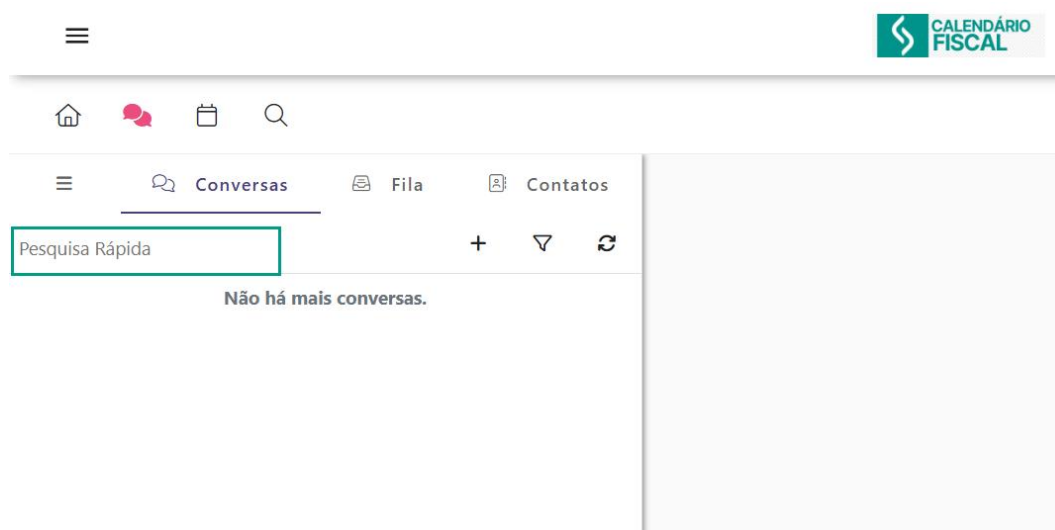 CALENDÁRIO
FISCAL
Conversas
Fila
Contatos
Pesquisa Rápida
Não há mais conversas.